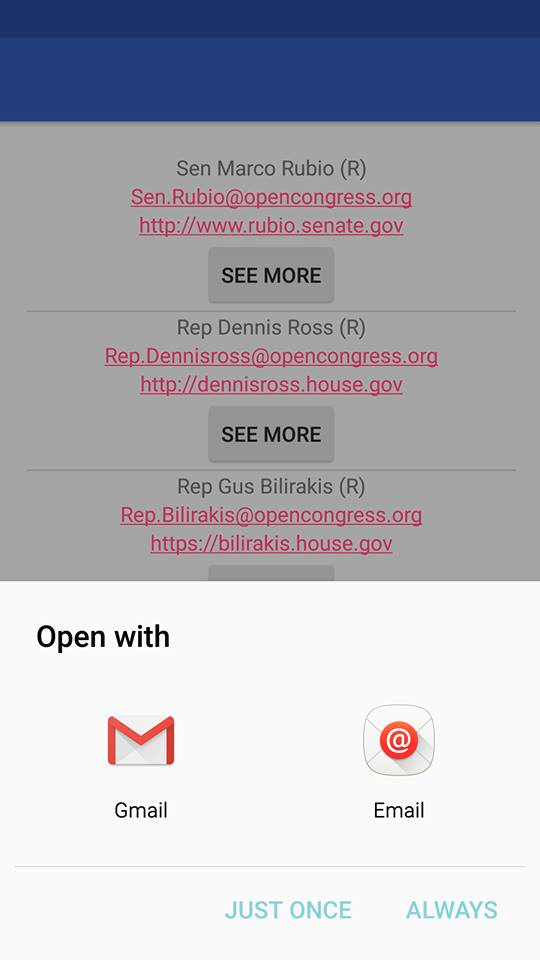 Sen Marco Rubio (R)
Sen.Rubio@opencongress.org
http://www.rubio.senate.gov
SEE MORE
Rep Dennis Ross (R)
Rep.Dennisross@opencongress.org
http://dennisross.house.gov
SEE MORE
Rep Gus Bilirakis (R)
Rep.Bilirakis@opencongress.org
https://bilirakis.house.gov
Open with
@
Gmail
Email
JUST ONCE
ALWAYS